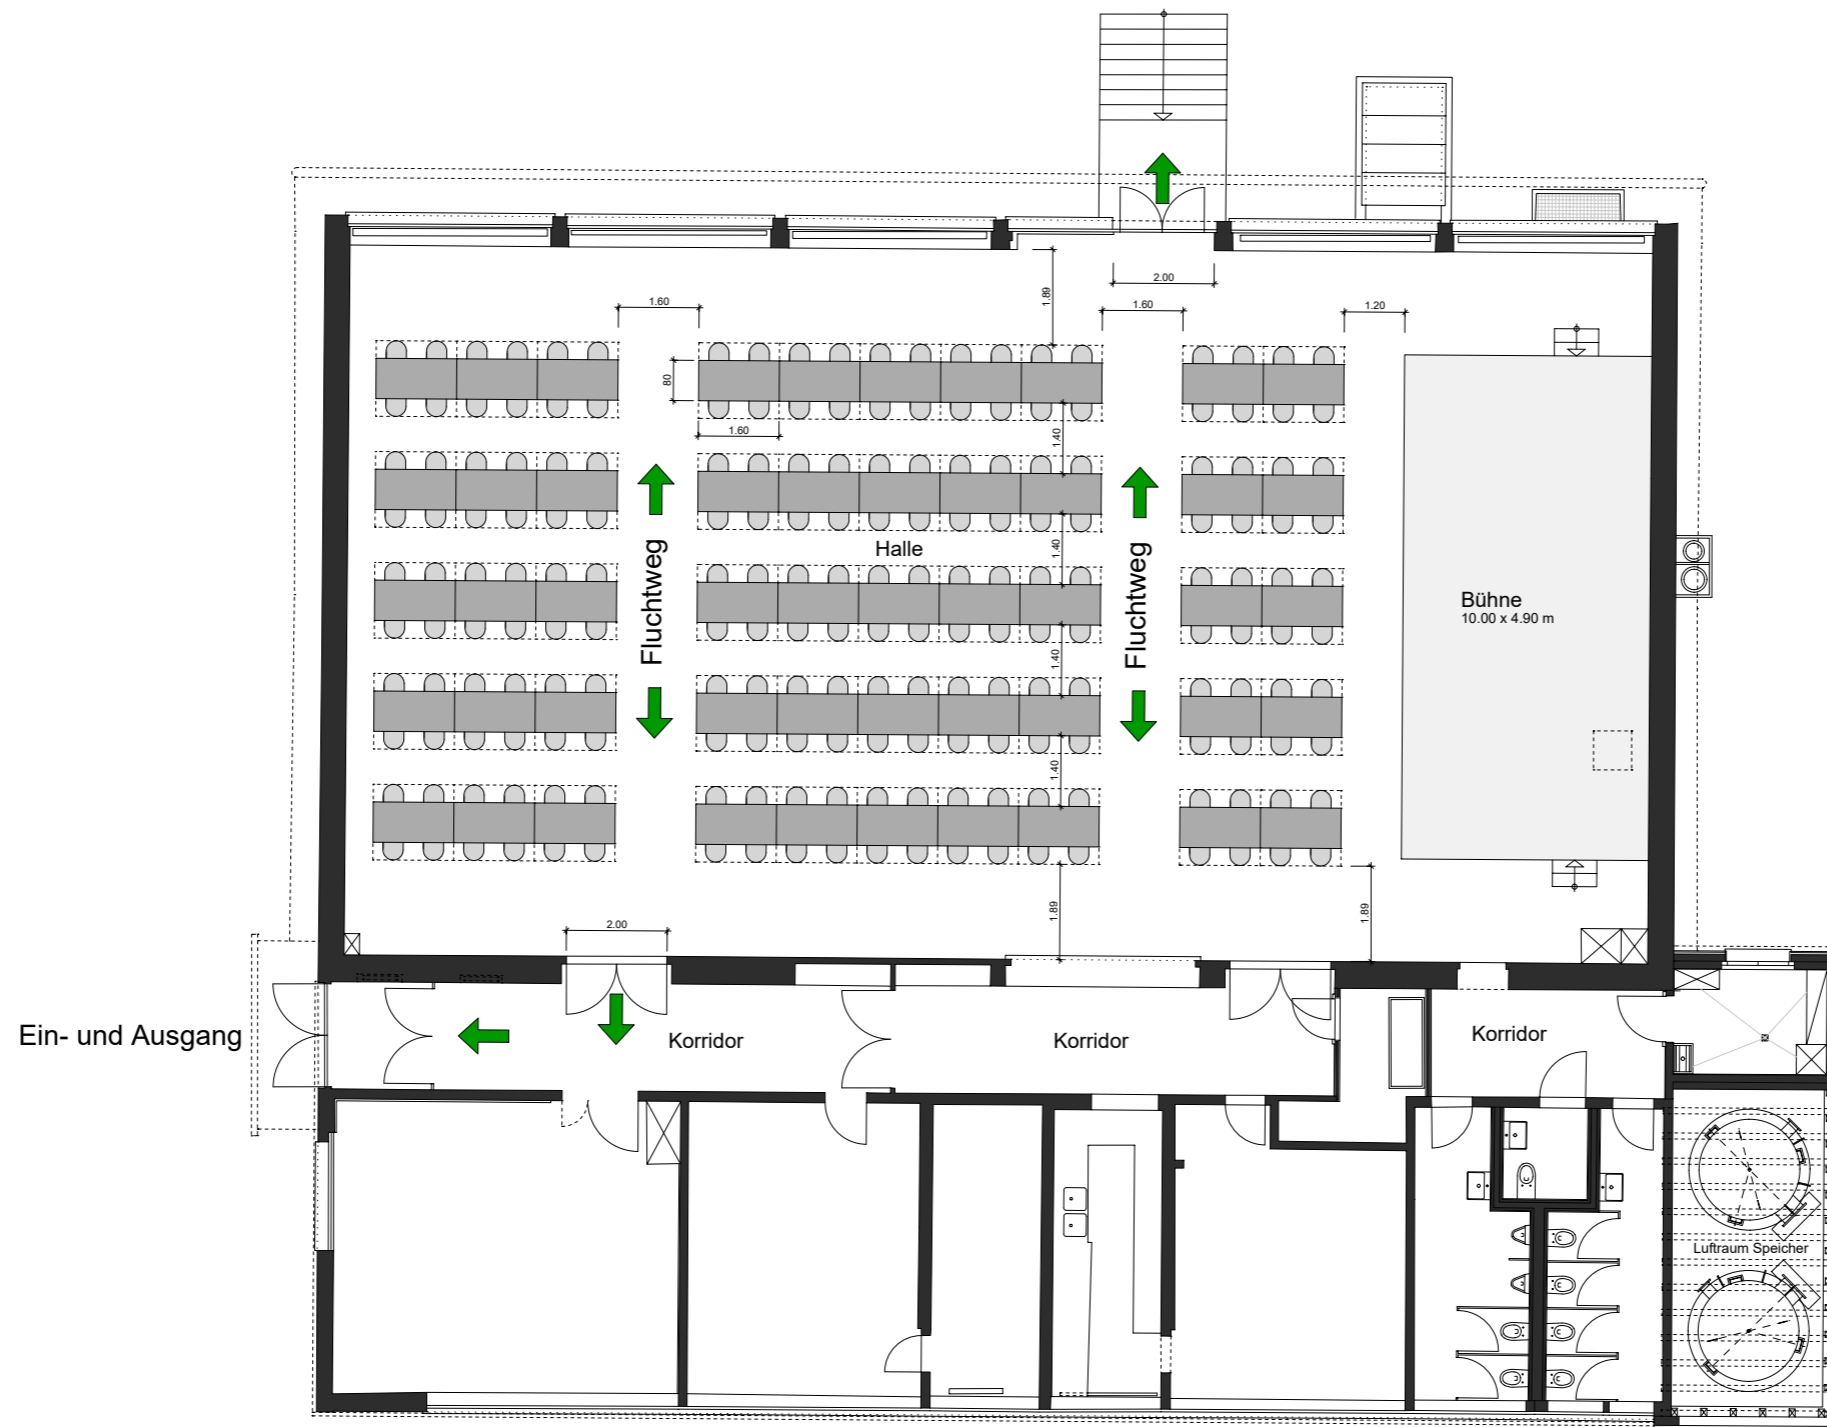 2.00
1.89
1.60
1.60
1.20
80
1.60
1.40
Halle
1.40
Fluchtweg
Fluchtweg
Bühne
10.00 x 4.90 m
1.40
1.40
1.89
1.89
2.00
Ein- und Ausgang
Korridor
Korridor
Korridor
Luftraum Speicher